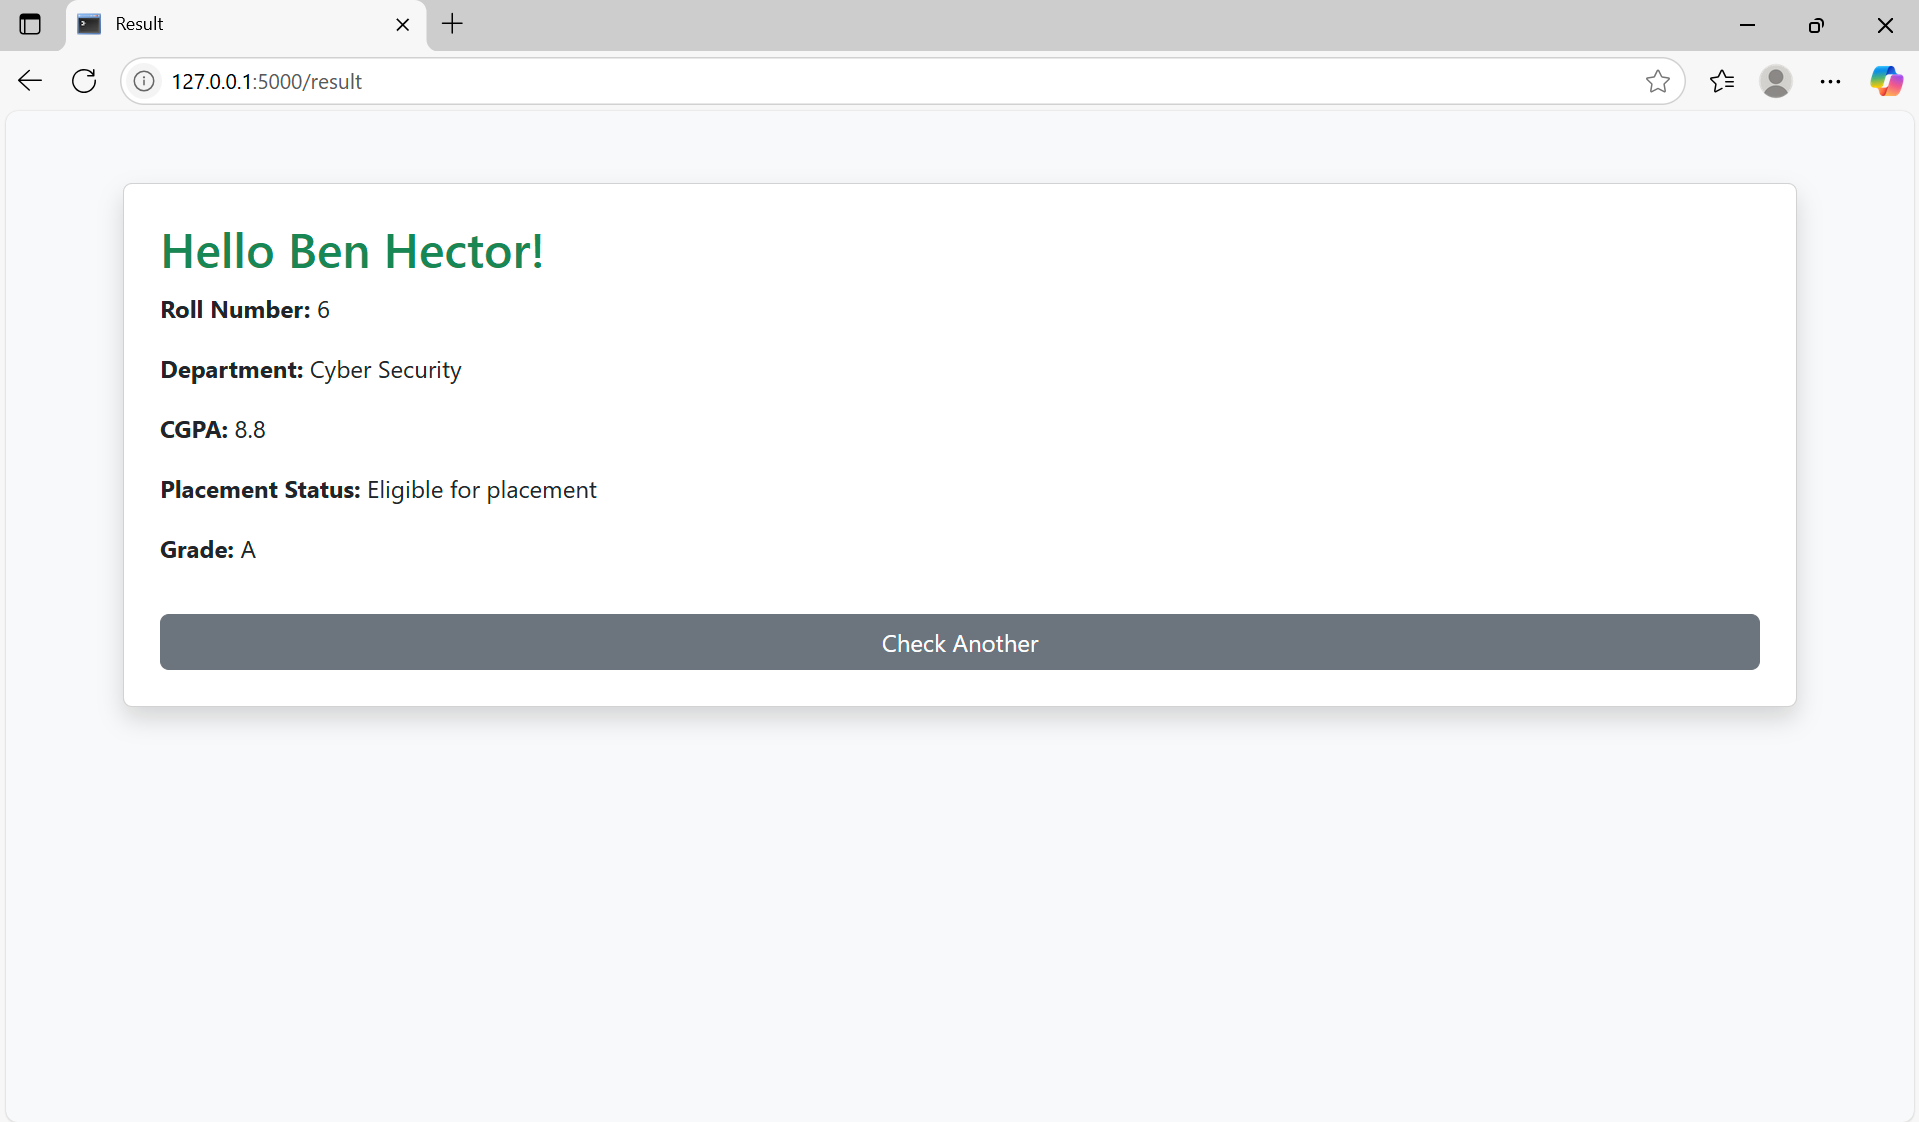 Result
127.0.0.1:5000/result
Hello Ben Hector!
Roll Number: 6
Department: Cyber Security
CGPA: 8.8
Placement Status: Eligible for placement
Grade: A
Check Another